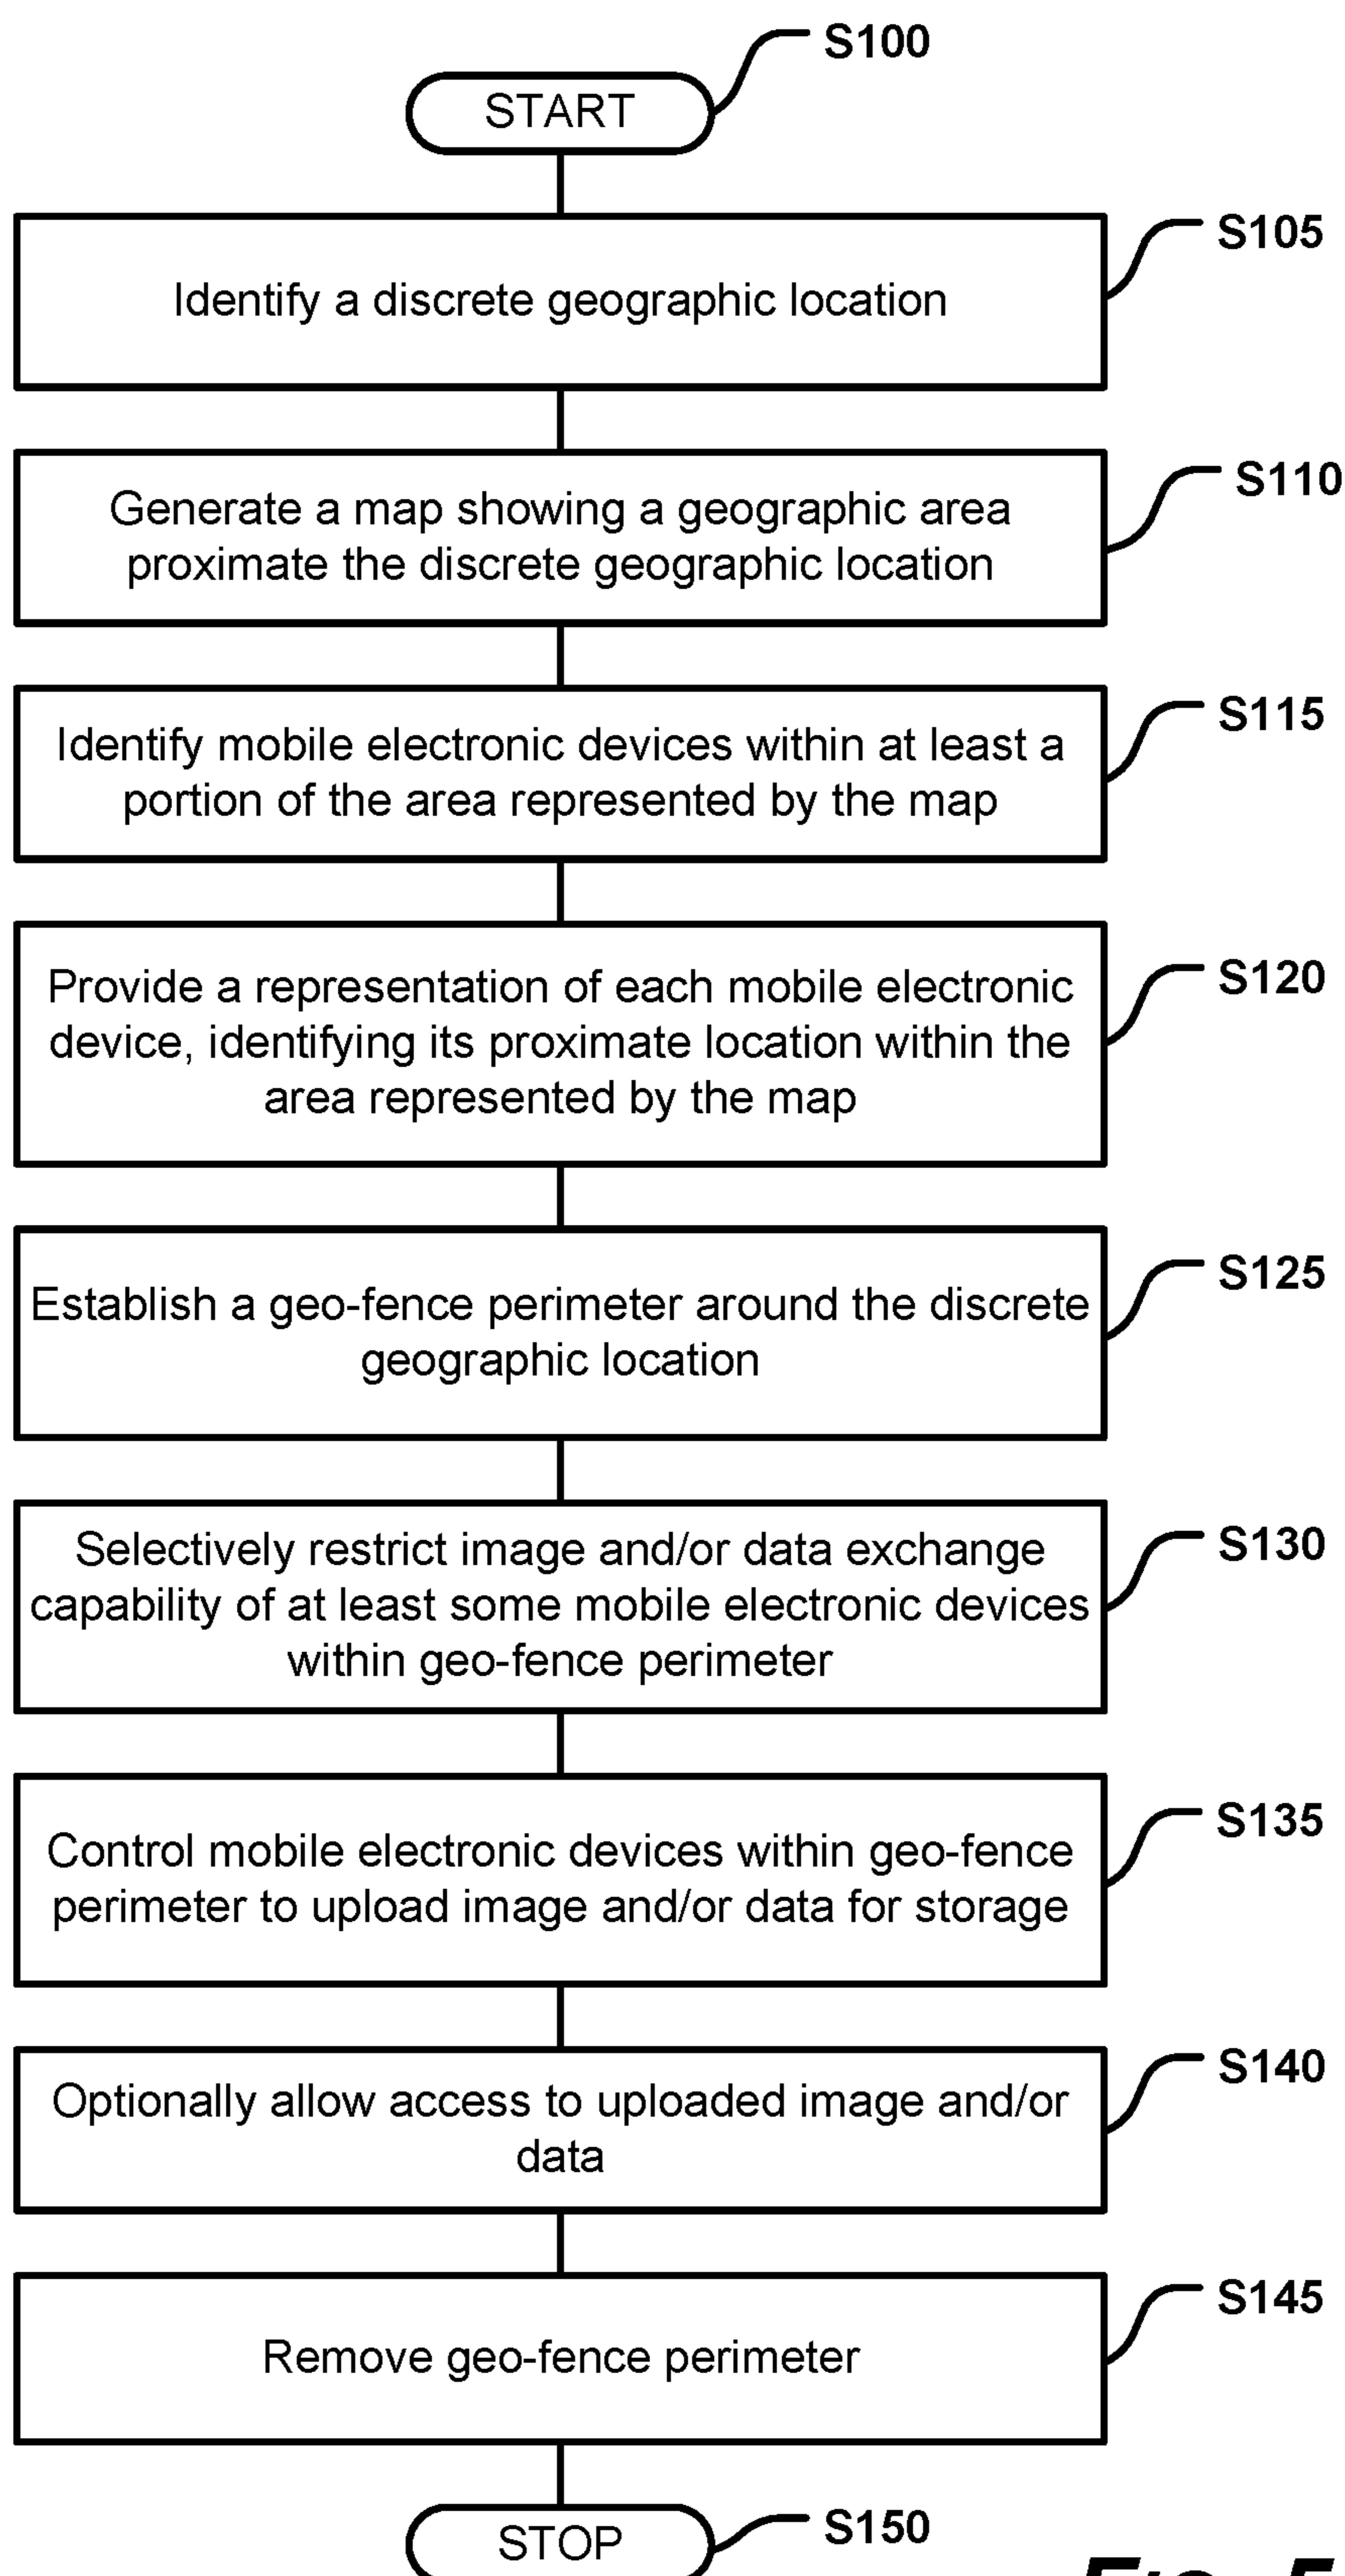 S100
START
S105
Identify a discrete geographic location
S110
Generate a map showing a geographic area
proximate the discrete geographic location
S115
Identify mobile electronic devices within at least a
portion of the area represented by the map
S120
Provide a representation of each mobile electronic
device, identifying its proximate location within the
area represented by the map
S125
Establish a geo-fence perimeter around the discrete
geographic location
S130
Selectively restrict image and/or data exchange
capability of at least some mobile electronic devices
within geo-fence perimeter
S135
Control mobile electronic devices within geo-fence
perimeter to upload image and/or data for storage
S140
Optionally allow access to uploaded image and/or
data
S145
Remove geo-fence perimeter
S150
STOP